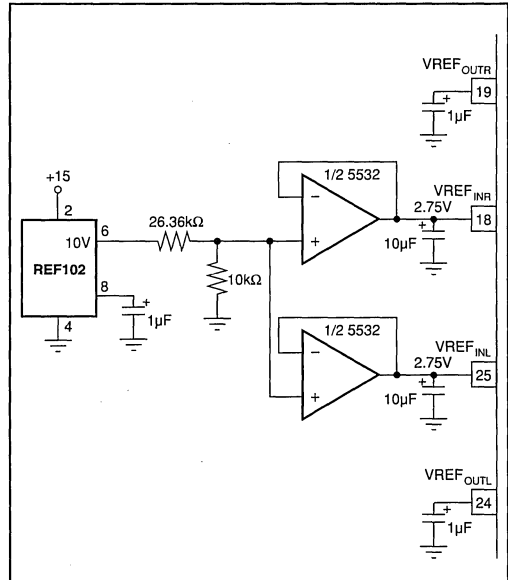 VREF_OUTR
19
+
1µF
+15
2
1/2 5532
6
26.36kΩ
10V
−
+
2.75V
VREF_INR
18
+
10µF
REF102
8
10kΩ
+
1µF
4
1/2 5532
−
+
2.75V
VREF_INL
25
+
10µF
VREF_OUTL
24
+
1µF